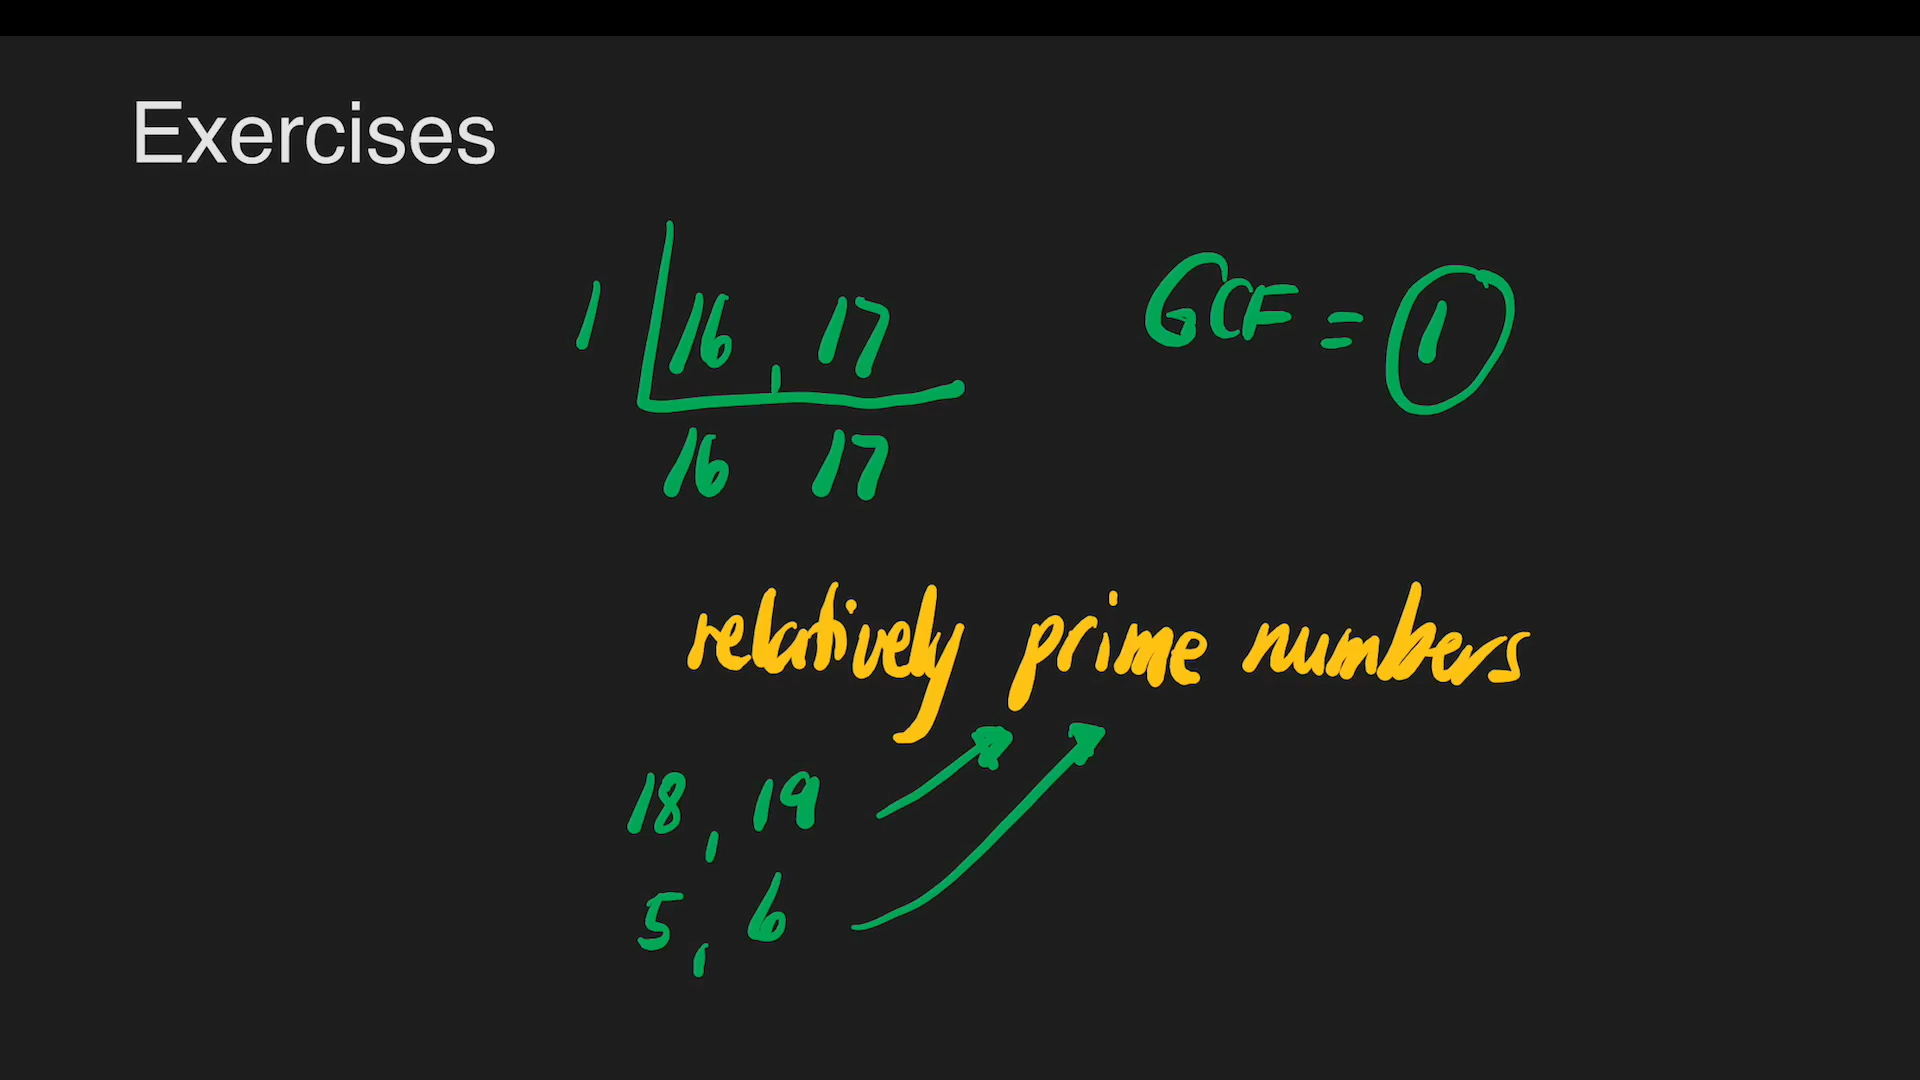 Exercises
1 16, 17 GCF = 1
16 17
relatively prime numbers
18, 19
5, 6